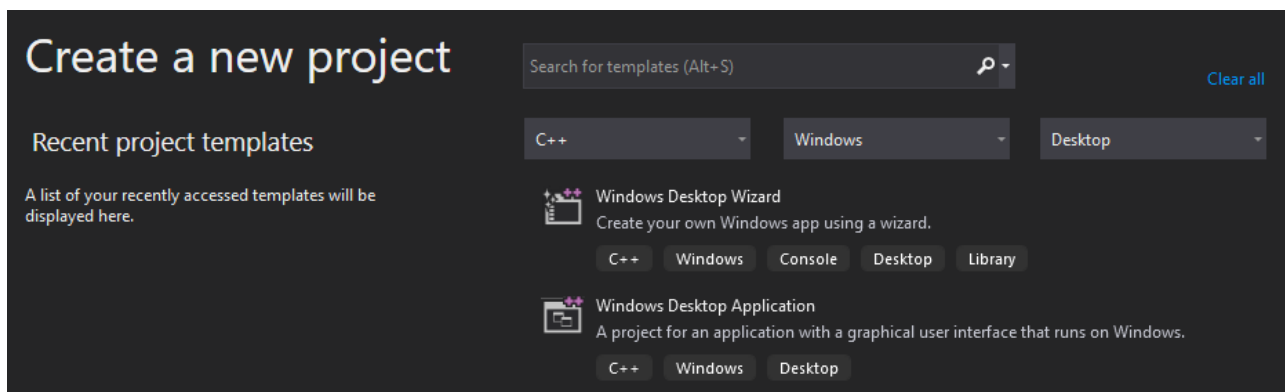 Create a new project
Search for templates (Alt+S)
Clear all
Recent project templates
A list of your recently accessed templates will be
displayed here.
C++
Windows
Desktop
Windows Desktop Wizard
Create your own Windows app using a wizard.
C++ Windows Console Desktop Library
Windows Desktop Application
A project for an application with a graphical user interface that runs on Windows.
C++ Windows Desktop